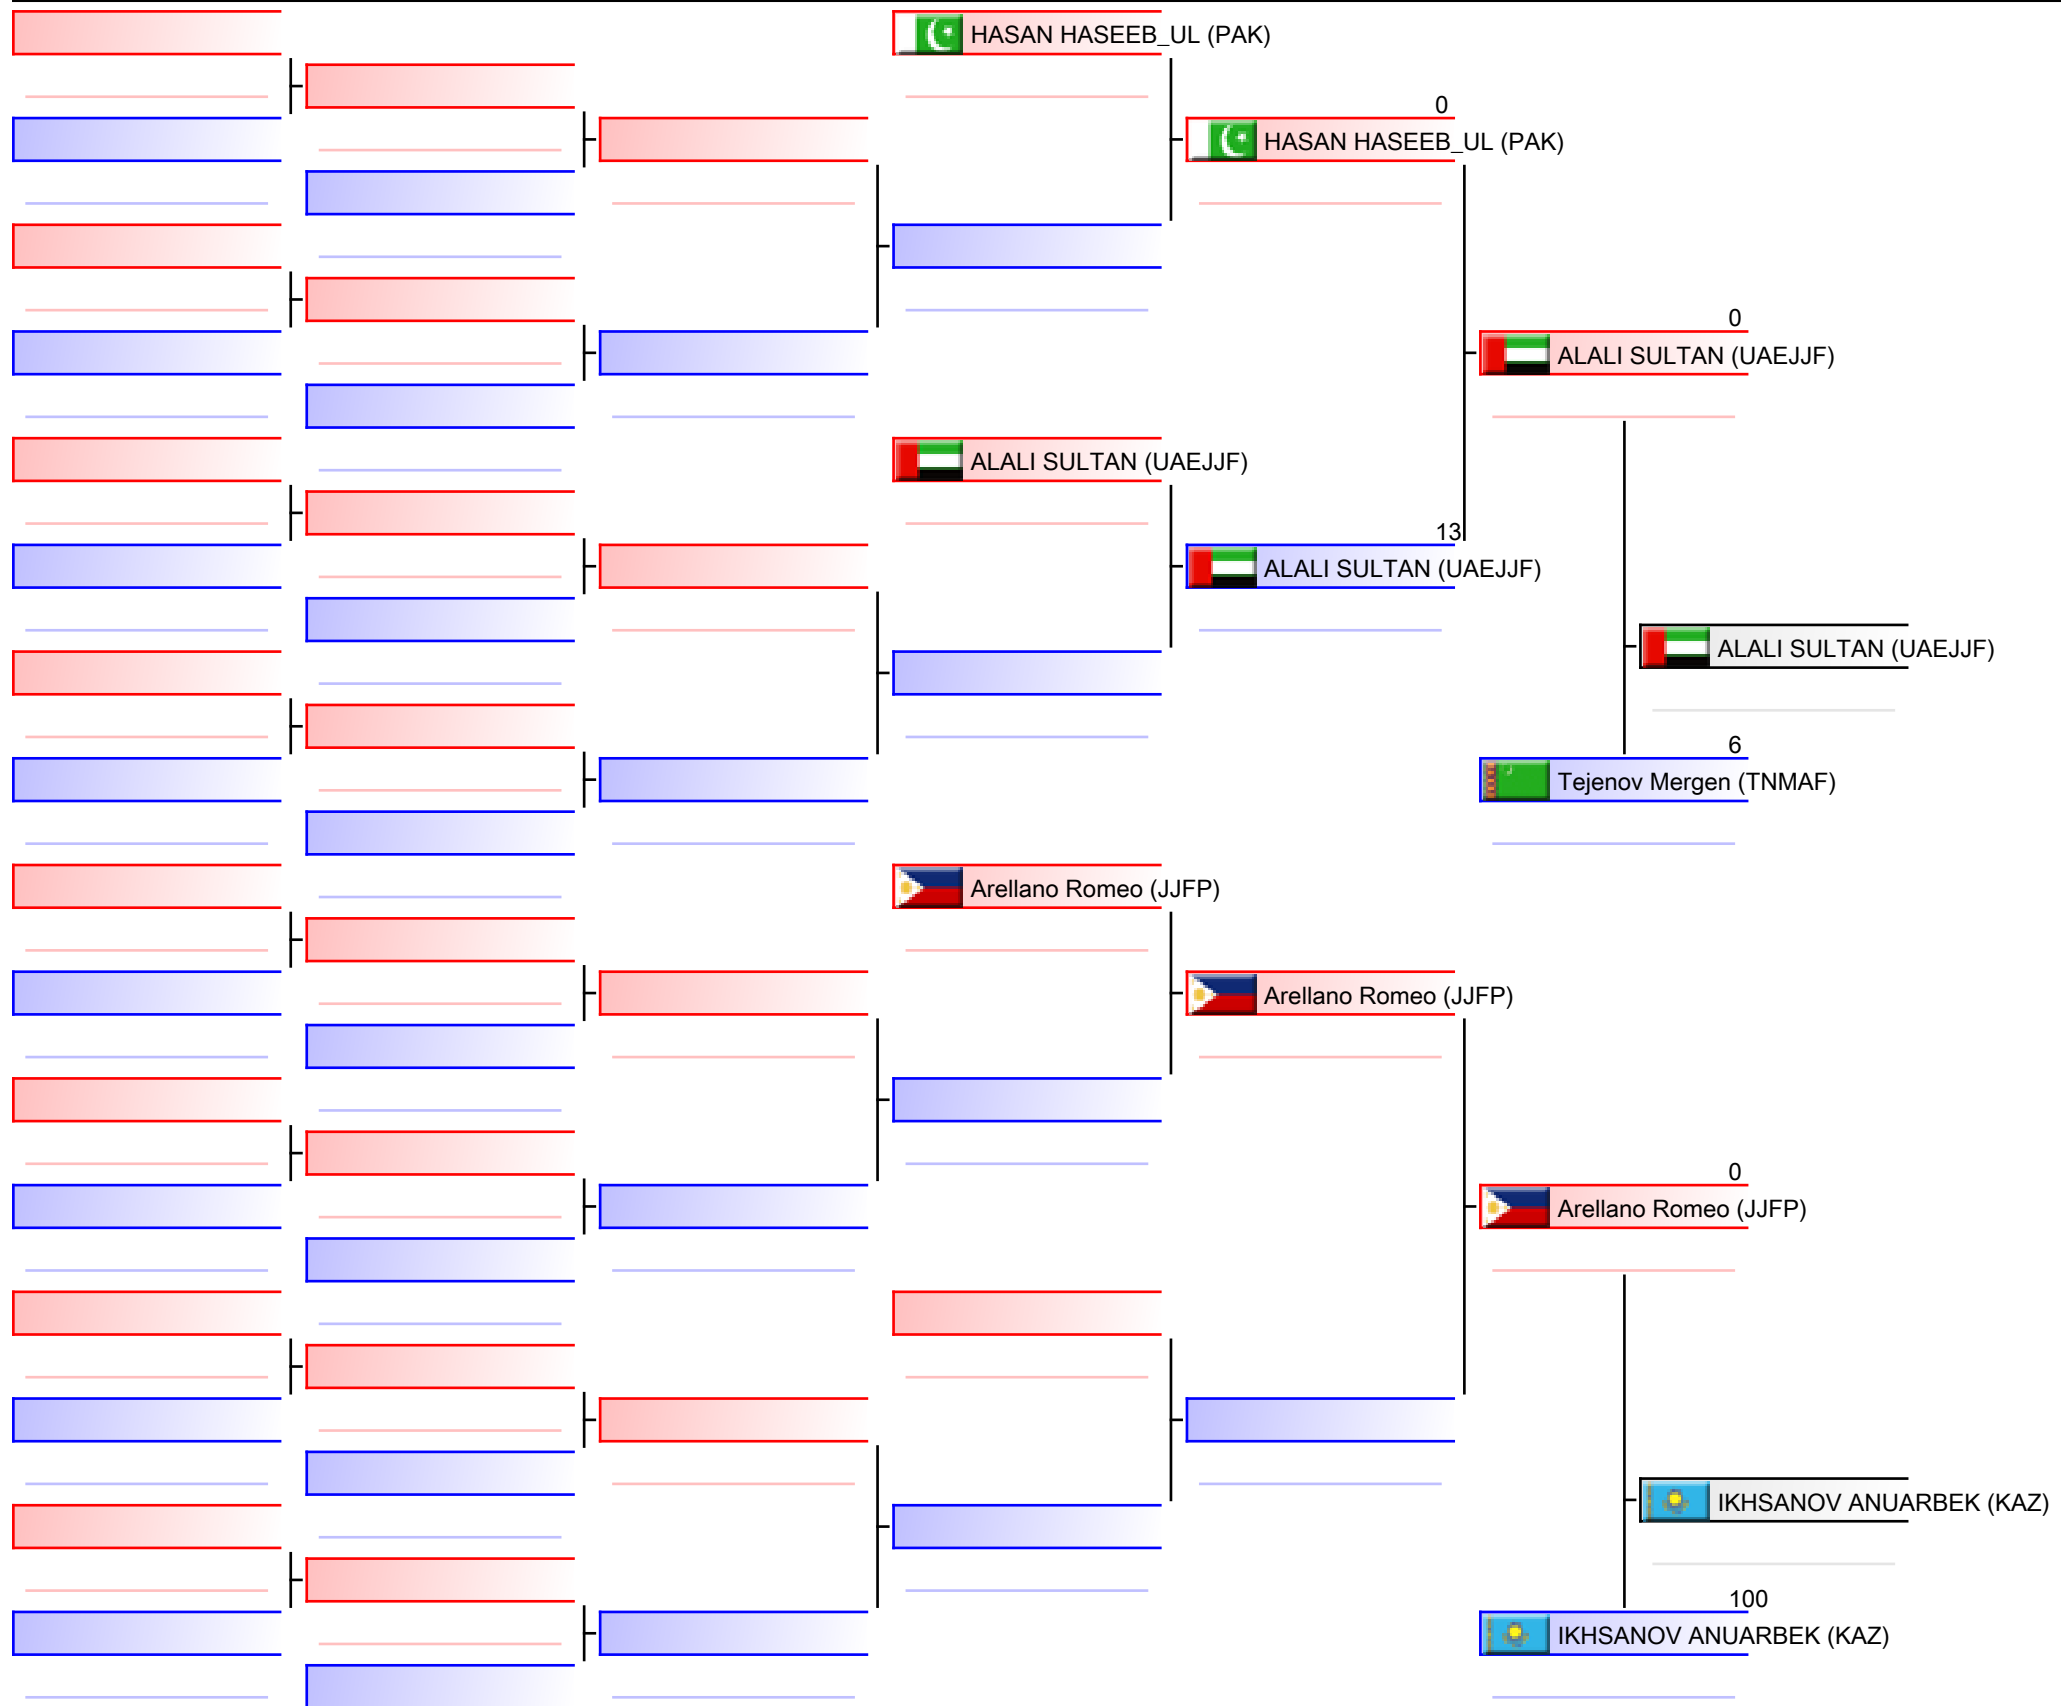 HASAN HASEEB_UL (PAK)
0
HASAN HASEEB_UL (PAK)
0
ALALI SULTAN (UAEJJF)
ALALI SULTAN (UAEJJF)
13
ALALI SULTAN (UAEJJF)
ALALI SULTAN (UAEJJF)
6
Tejenov Mergen (TNMAF)
Arellano Romeo (JJFP)
Arellano Romeo (JJFP)
0
Arellano Romeo (JJFP)
IKHSANOV ANUARBEK (KAZ)
100
IKHSANOV ANUARBEK (KAZ)